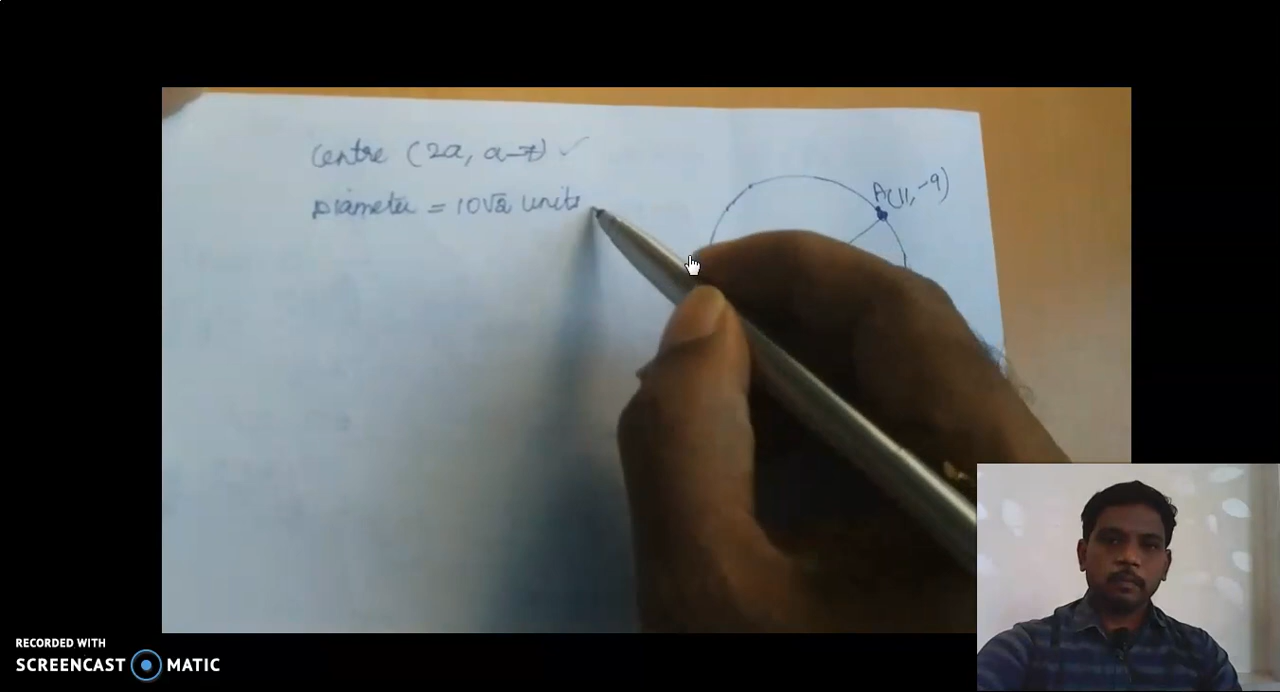 Centre (2a, a-7) ✓
Diameter = 10√2 units
A(11, -9)
RECORDED WITH
SCREENCAST MATIC